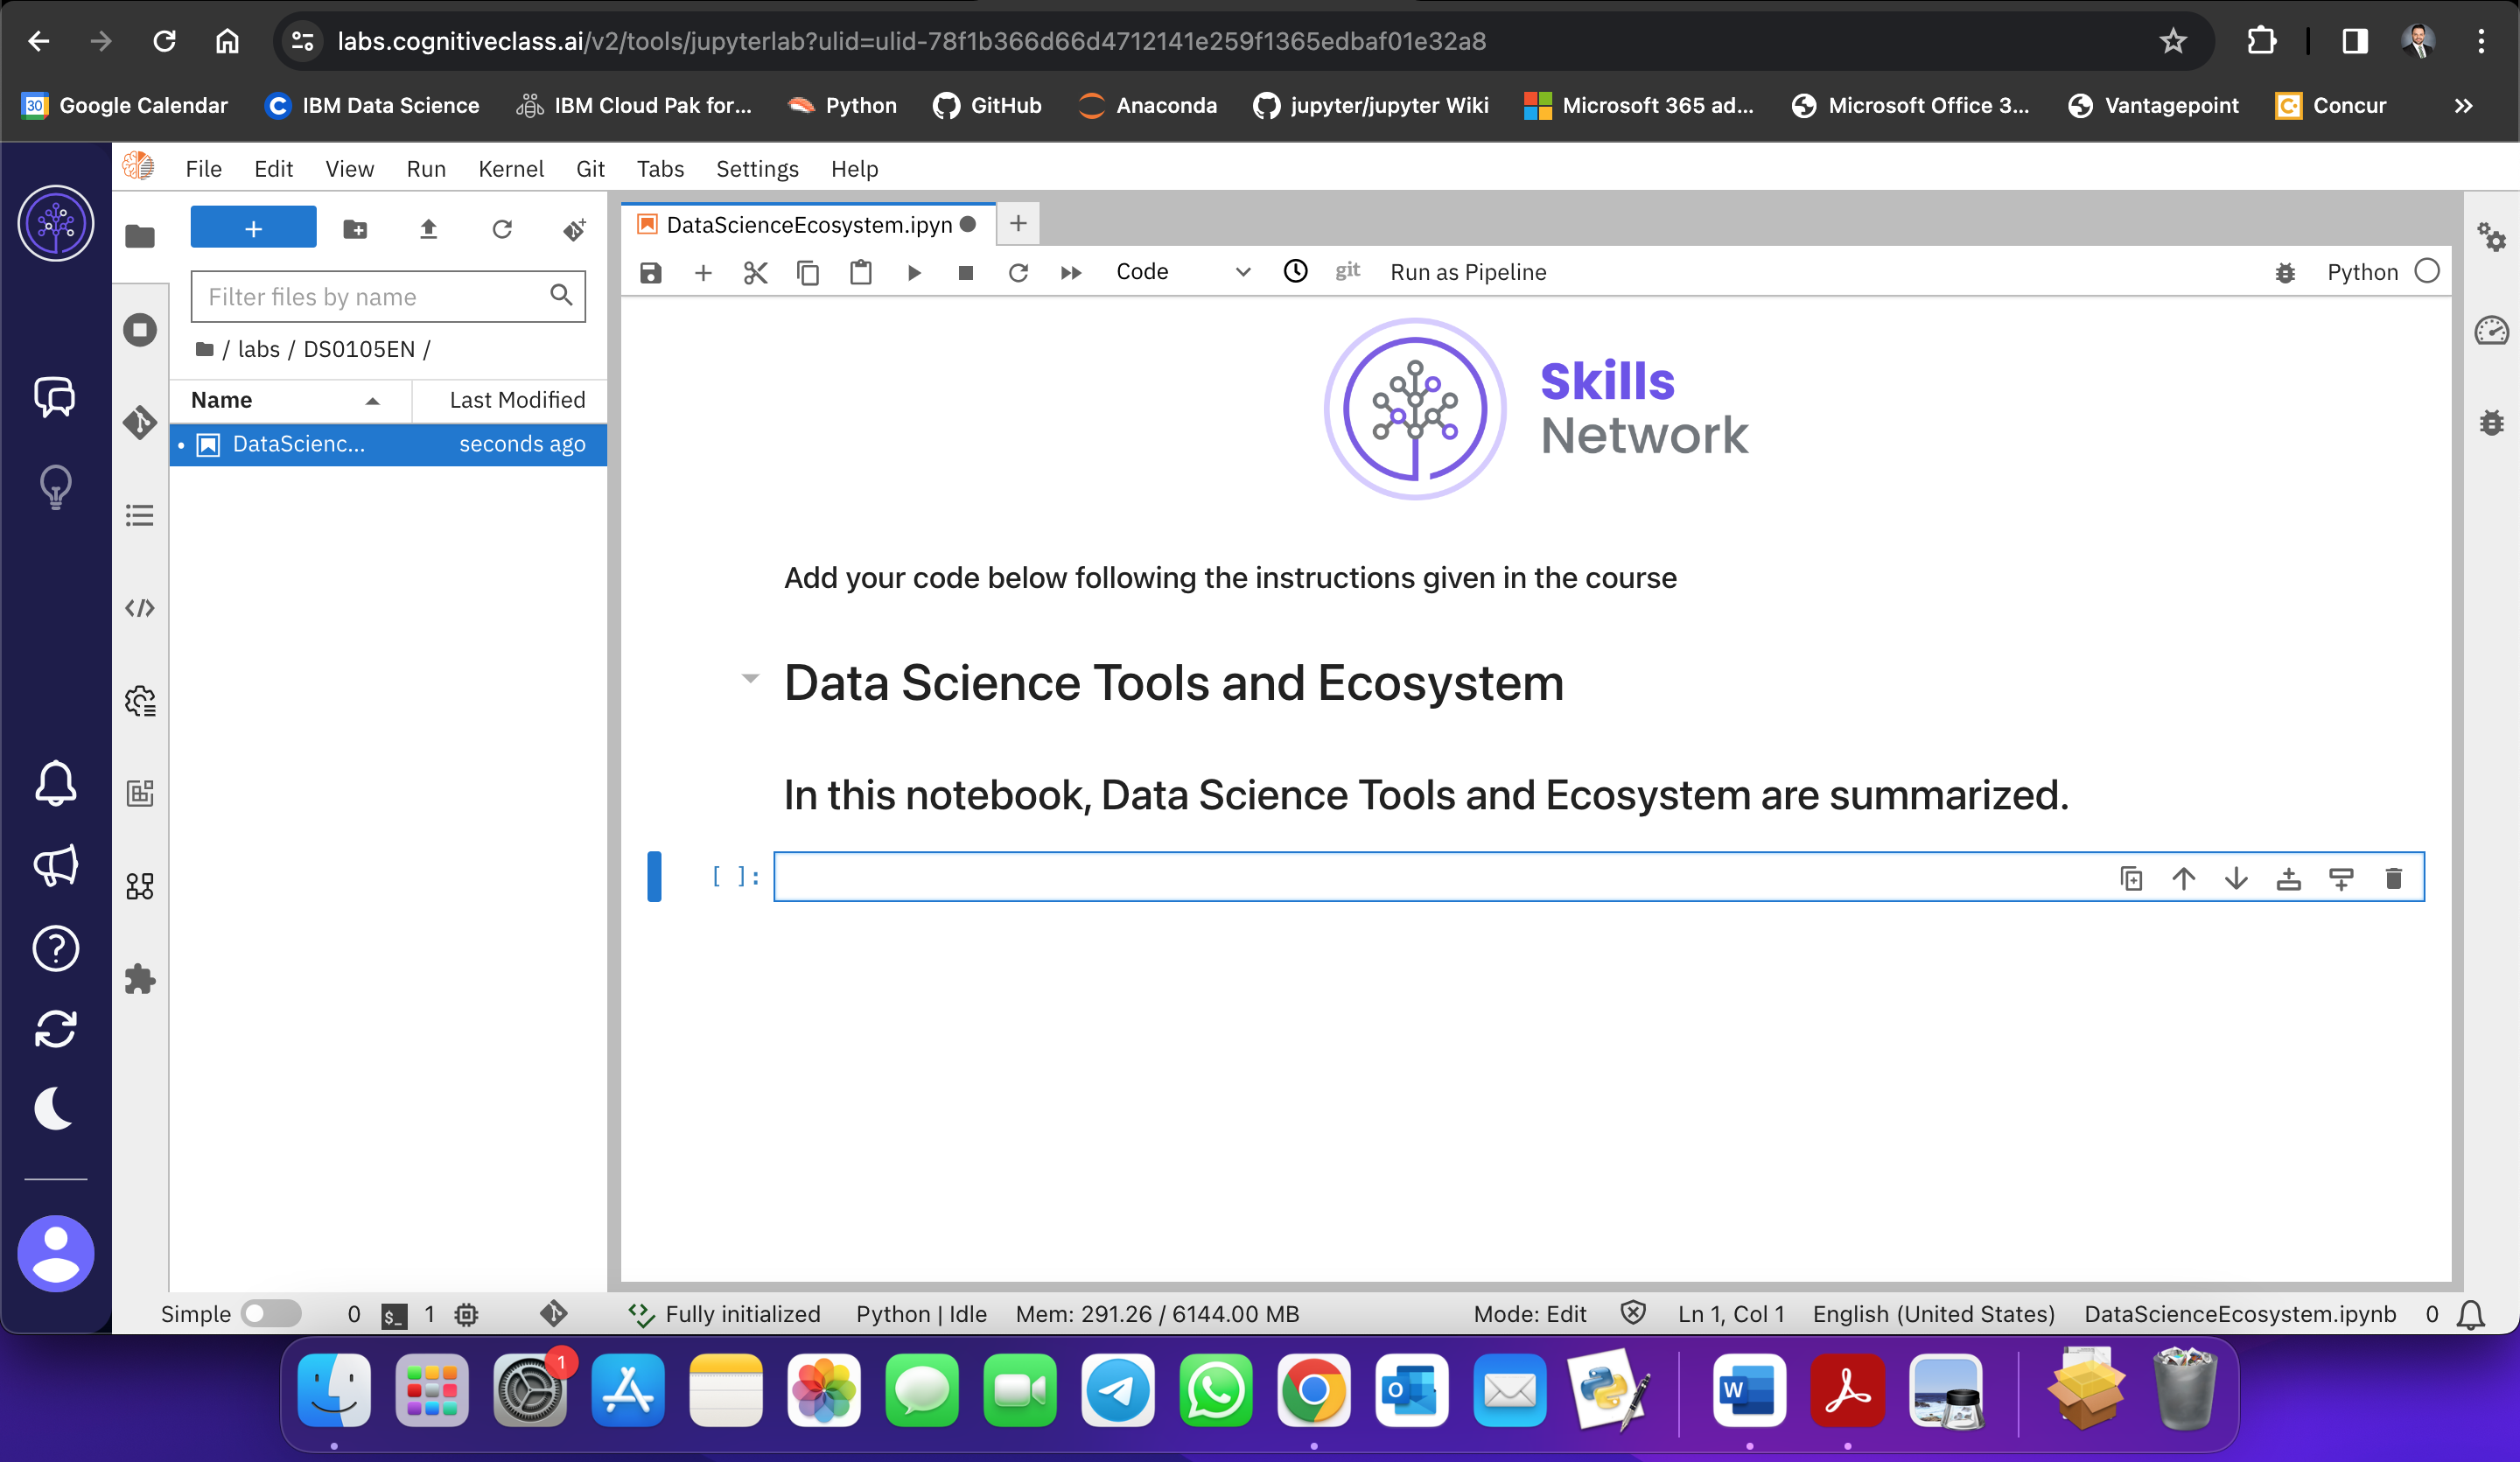 labs.cognitiveclass.ai/v2/tools/jupyterlab?ulid=ulid-78f1b366d66d4712141e259f1365edbaf01e32a8
30 Google Calendar IBM Data Science IBM Cloud Pak for... Python GitHub Anaconda jupyter/jupyter Wiki Microsoft 365 ad... Microsoft Office 3... Vantagepoint Concur
File Edit View Run Kernel Git Tabs Settings Help
DataScienceEcosystem.ipyn
Code git Run as Pipeline Python
Filter files by name
/ labs / DS0105EN /
Name Last Modified
DataScienc... seconds ago
Skills
Network
Add your code below following the instructions given in the course
Data Science Tools and Ecosystem
In this notebook, Data Science Tools and Ecosystem are summarized.
[ ]:
Simple 0 $_ 1 Fully initialized Python | Idle Mem: 291.26 / 6144.00 MB Mode: Edit Ln 1, Col 1 English (United States) DataScienceEcosystem.ipynb 0
1